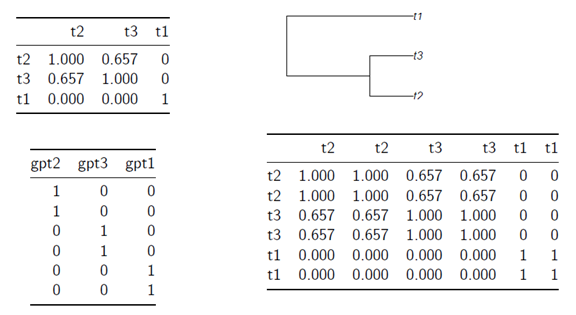 t2 t3 t1
t2 1.000 0.657 0
t3 0.657 1.000 0
t1 0.000 0.000 1
t1
t3
t2
gpt2 gpt3 gpt1
1 0 0
1 0 0
0 1 0
0 1 0
0 0 1
0 0 1
t2 t2 t3 t3 t1 t1
t2 1.000 1.000 0.657 0.657 0 0
t2 1.000 1.000 0.657 0.657 0 0
t3 0.657 0.657 1.000 1.000 0 0
t3 0.657 0.657 1.000 1.000 0 0
t1 0.000 0.000 0.000 0.000 1 1
t1 0.000 0.000 0.000 0.000 1 1